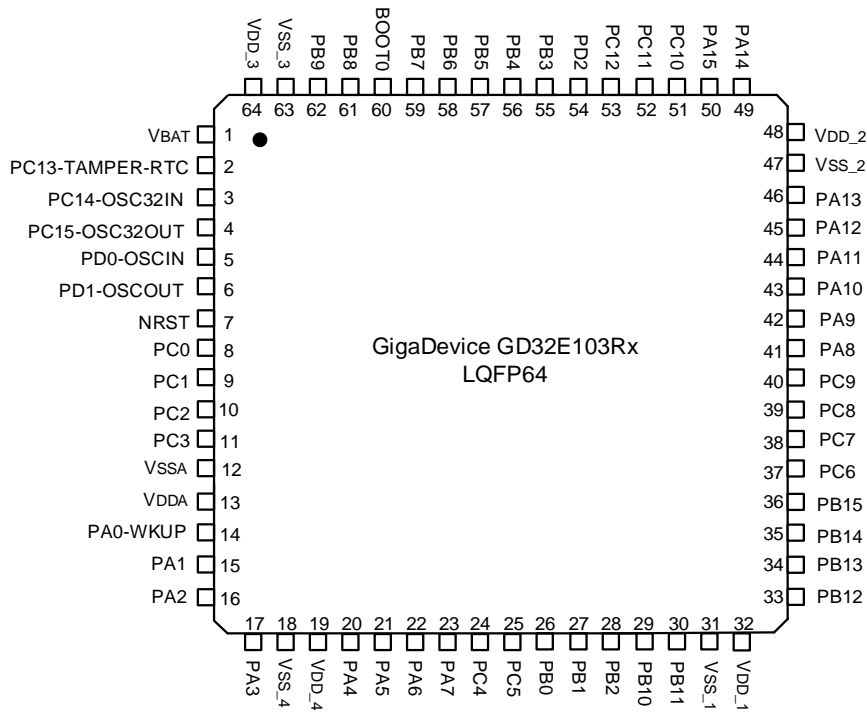 VDD_3 VSS_3 PB9 PB8 BOOT0 PB7 PB6 PB5 PB4 PB3 PD2 PC12 PC11 PC10 PA15 PA14
64 63 62 61 60 59 58 57 56 55 54 53 52 51 50 49
VBAT 1 48 VDD_2
PC13-TAMPER-RTC 2 47 VSS_2
PC14-OSC32IN 3 46 PA13
PC15-OSC32OUT 4 45 PA12
PD0-OSCIN 5 44 PA11
PD1-OSCOUT 6 43 PA10
NRST 7 42 PA9
GigaDevice GD32E103Rx
PC0 8 41 PA8
LQFP64
PC1 9 40 PC9
PC2 10 39 PC8
PC3 11 38 PC7
VSSA 12 37 PC6
VDDA 13 36 PB15
PA0-WKUP 14 35 PB14
PA1 15 34 PB13
PA2 16 33 PB12
17 18 19 20 21 22 23 24 25 26 27 28 29 30 31 32
PA3 VSS_4 VDD_4 PA4 PA5 PA6 PA7 PC4 PC5 PB0 PB1 PB2 PB10 PB11 VSS_1 VDD_1